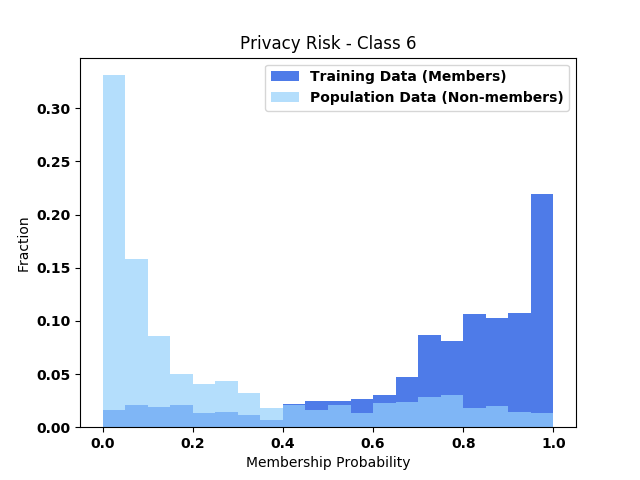 Privacy Risk - Class 6
Training Data (Members)
Population Data (Non-members)
Fraction
0.30
0.25
0.20
0.15
0.10
0.05
0.00
0.0 0.2 0.4 0.6 0.8 1.0
Membership Probability